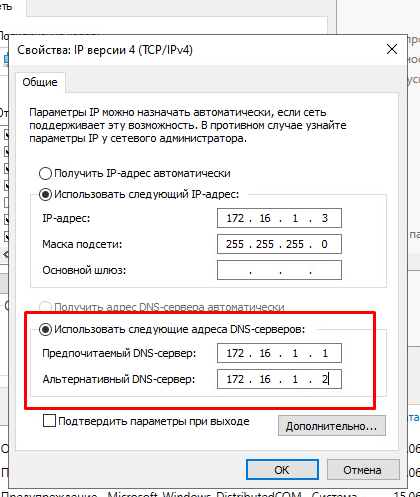 еть
Свойства: IP версии 4 (TCP/IPv4)
Общие
Параметры IP можно назначать автоматически, если сеть
поддерживает эту возможность. В противном случае узнайте
параметры IP у сетевого администратора.
Получить IP-адрес автоматически
Использовать следующий IP-адрес:
IP-адрес: 172 . 16 . 1 . 3
Маска подсети: 255 . 255 . 255 . 0
Основной шлюз: . . .
Получить адрес DNS-сервера автоматически
Использовать следующие адреса DNS-серверов:
Предпочитаемый DNS-сервер: 172 . 16 . 1 . 1
Альтернативный DNS-сервер: 172 . 16 . 1 . 2
Подтвердить параметры при выходе
Дополнительно...
ОК
Отмена
Предупреждение Microsoft-Windows-DistributedCOM Система